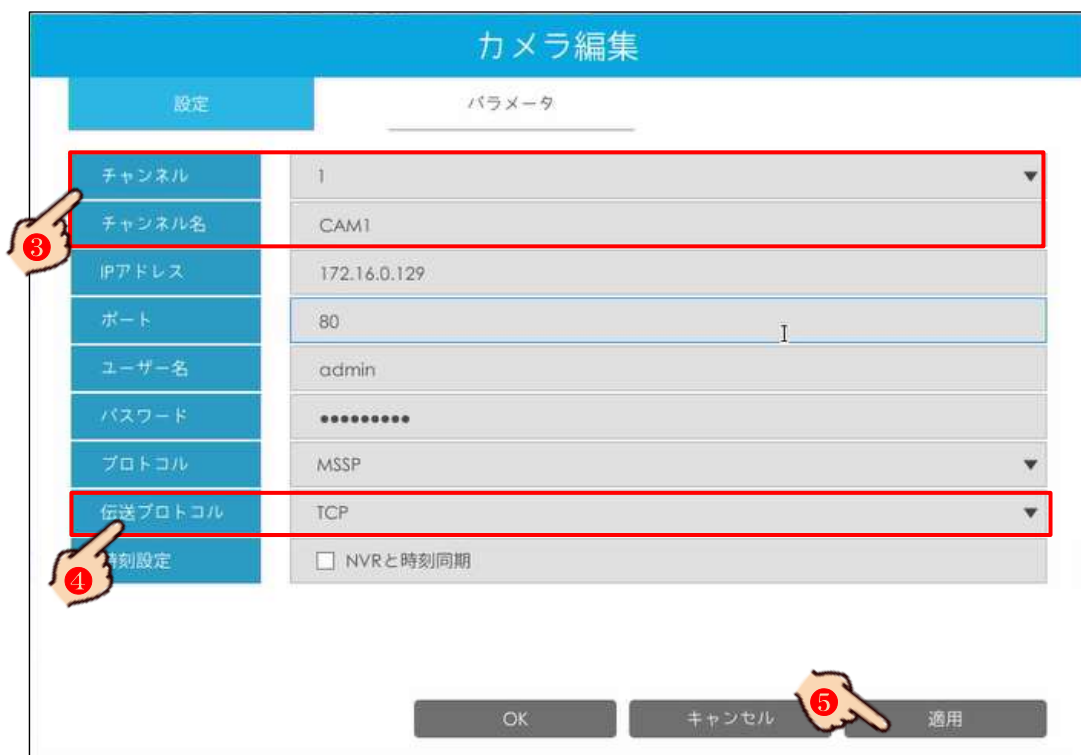 カメラ編集
設定 パラメータ
チャンネル 1
チャンネル名 CAM1
3
IPアドレス 172.16.0.129
ポート 80
ユーザー名 admin
パスワード •••••••••
プロトコル MSSP
伝送プロトコル TCP
時刻設定 NVRと時刻同期
4
5
OK キャンセル 適用